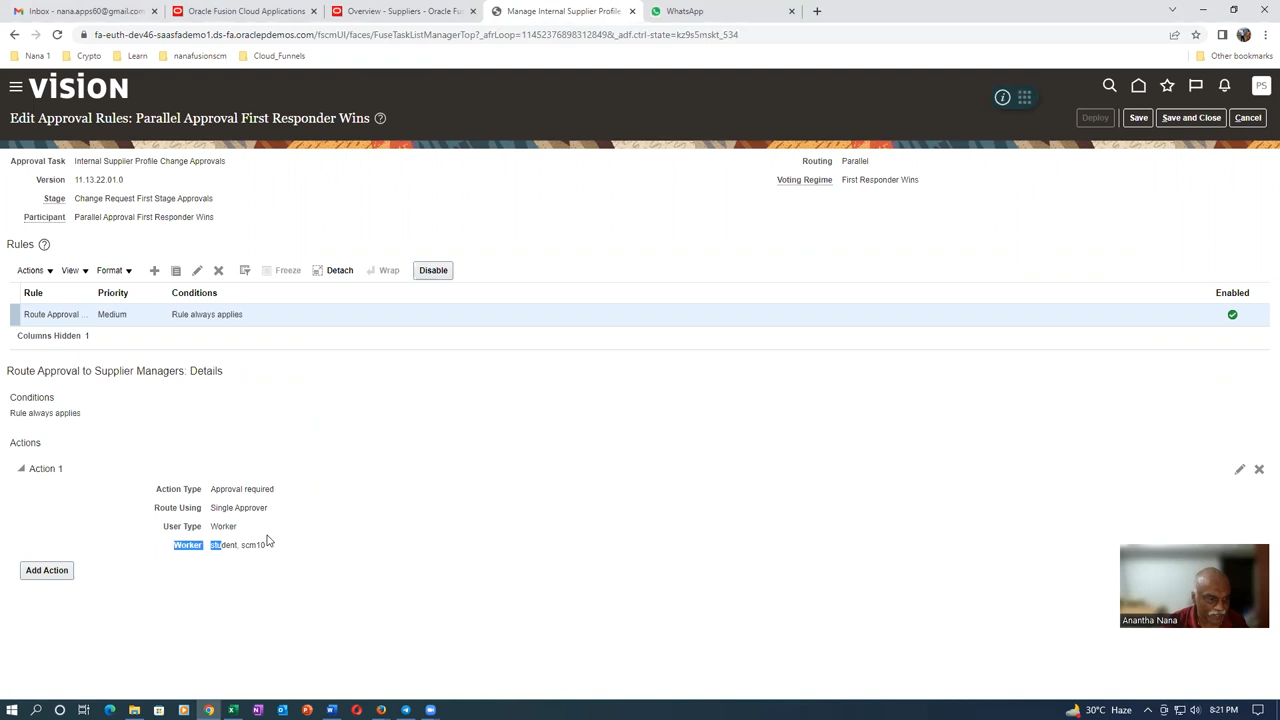 Inbox - nana.apps60@gmail.com
Oracle Fusion Cloud Applications
Overview - Suppliers - Oracle Fu
Manage Internal Supplier Profile
WhatsApp
fa-euth-dev46-saasfademo1.ds-fa.oraclepdemos.com/fscmUI/faces/FuseTaskListManagerTop?_afrLoop=11452376898312849&_adf.ctrl-state=kz9s5mskt_534
Nana 1
Crypto
Learn
nanafusionscm
Cloud_Funnels
Other bookmarks
VISION
PS
Edit Approval Rules: Parallel Approval First Responder Wins
Deploy
Save
Save and Close
Cancel
Approval Task Internal Supplier Profile Change Approvals
Routing Parallel
Version 11.13.22.01.0
Voting Regime First Responder Wins
Stage Change Request First Stage Approvals
Participant Parallel Approval First Responder Wins
Rules
Actions View Format Freeze Detach Wrap Disable
Rule Priority Conditions Enabled
Route Approval ... Medium Rule always applies
Columns Hidden 1
Route Approval to Supplier Managers: Details
Conditions
Rule always applies
Actions
Action 1
Action Type Approval required
Route Using Single Approver
User Type Worker
Worker student, scm10
Add Action
Anantha Nana
30°C Haze
8:21 PM